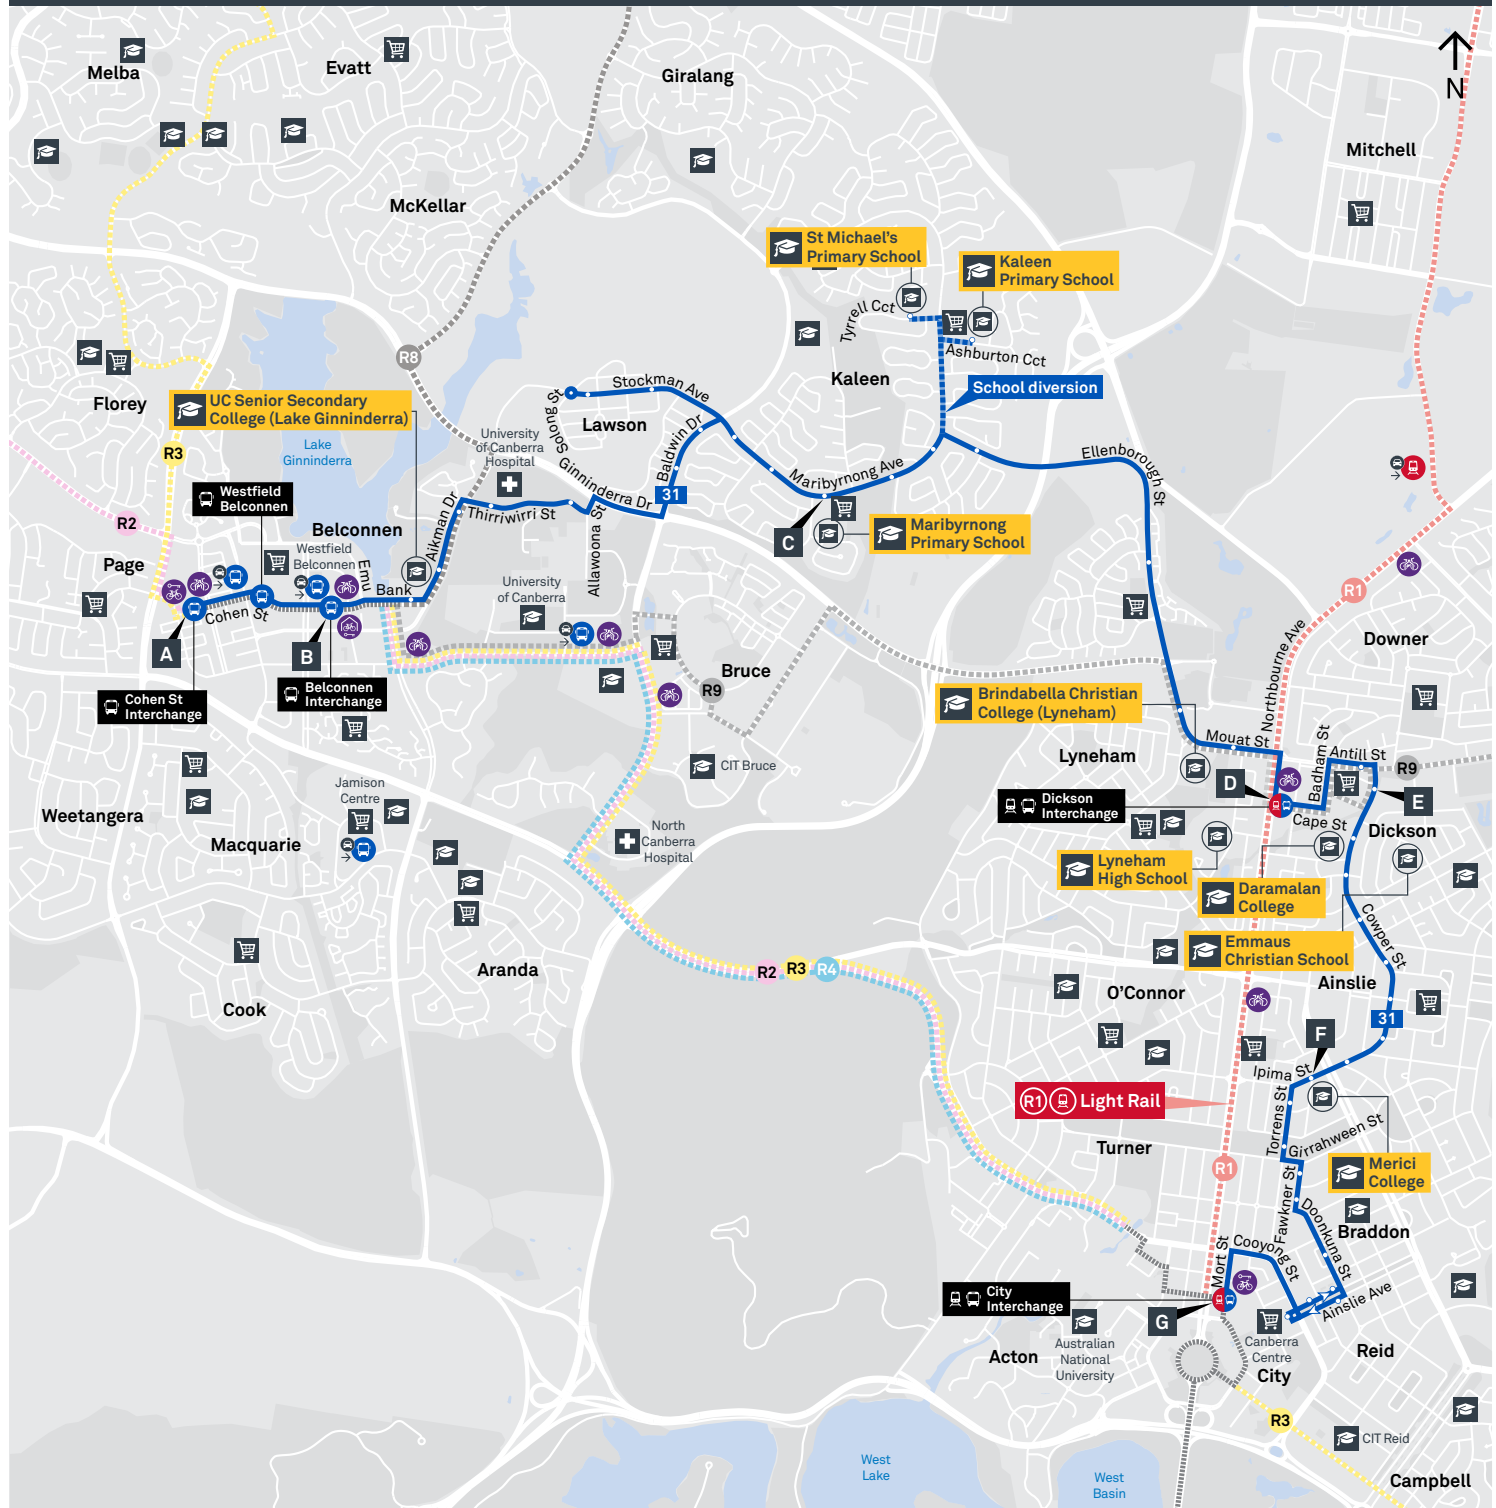 Melba
Evatt
Giralang
N
Mitchell
McKellar
St Michael's
Primary School
Kaleen
Primary School
Tyrrell Cct
Ashburton Cct
R8
Kaleen
School diversion
Florey
UC Senior Secondary
College (Lake Ginninderra)
Solong St
Stockman Ave
Lawson
Lake
Ginninderra
University
of Canberra
Hospital
R3
Baldwin Dr
Ginninderra Dr
31
Maribyrnong Ave
Ellenborough St
Westfield
Belconnen
R2
Belconnen
Aikman Dr
Thirriwirri St
Allawoona St
C
Maribyrnong
Primary School
Page
Westfield
Belconnen
Emu
Bank
Cohen St
University
of Canberra
R1
Northbourne Ave
Downer
A
B
Cohen St
Interchange
Belconnen
Interchange
Bruce
R9
Brindabella Christian
College (Lyneham)
Mouat St
Lyneham
Badham St
Antill St
R9
CIT Bruce
D
E
Dickson
Interchange
Cape St
Dickson
Jamison
Centre
Weetangera
Macquarie
North
Canberra
Hospital
Lyneham
High School
Daramalan
College
Cowper St
Emmaus
Christian School
Aranda
R2
R3
R4
Ainslie
O'Connor
Cook
31
F
Ipima St
R1
Light Rail
Torrens St
Turner
Girrahween St
R1
Merici
College
Fawkner St
Doonkuna St
Braddon
Mort St
Cooyong St
City
Interchange
Ainslie Ave
G
Acton
Australian
National
University
Canberra
Centre
City
Reid
R3
CIT Reid
West
Lake
West
Basin
Campbell